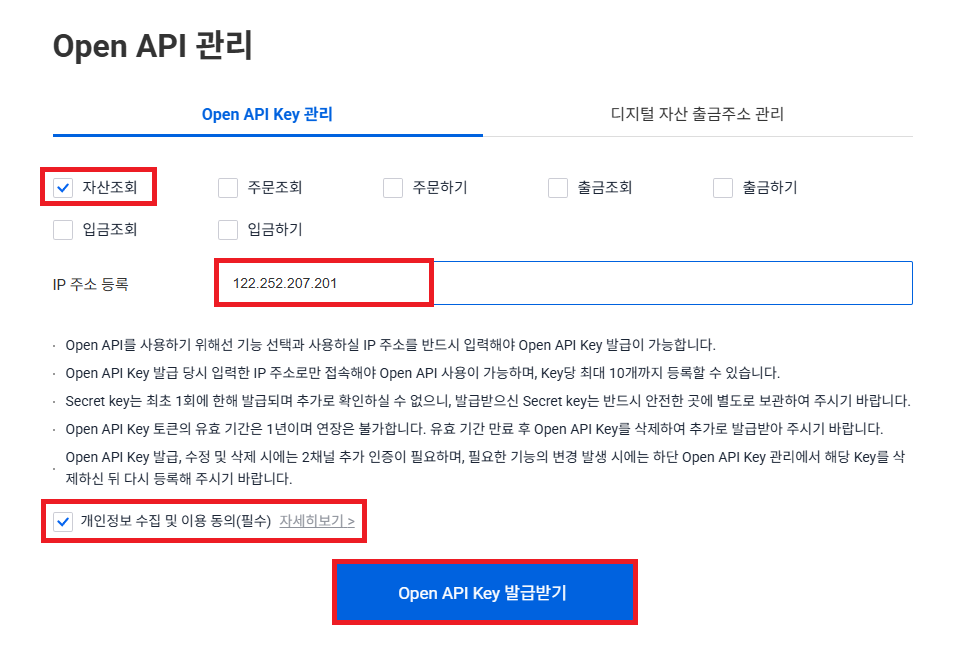 Open API 관리
Open API Key 관리 디지털 자산 출금주소 관리
자산조회 주문조회 주문하기 출금조회 출금하기
입금조회 입금하기
IP 주소 등록 122.252.207.201
· Open API를 사용하기 위해선 기능 선택과 사용하실 IP 주소를 반드시 입력해야 Open API Key 발급이 가능합니다.
· Open API Key 발급 당시 입력한 IP 주소로만 접속해야 Open API 사용이 가능하며, Key당 최대 10개까지 등록할 수 있습니다.
· Secret key는 최초 1회에 한해 발급되며 추가로 확인하실 수 없으니, 발급받으신 Secret key는 반드시 안전한 곳에 별도로 보관하여 주시기 바랍니다.
· Open API Key 토큰의 유효 기간은 1년이며 연장은 불가합니다. 유효 기간 만료 후 Open API Key를 삭제하여 추가로 발급받아 주시기 바랍니다.
· Open API Key 발급, 수정 및 삭제 시에는 2채널 추가 인증이 필요하며, 필요한 기능의 변경 발생 시에는 하단 Open API Key 관리에서 해당 Key를 삭
제하신 뒤 다시 등록해 주시기 바랍니다.
개인정보 수집 및 이용 동의(필수) 자세히보기 >
Open API Key 발급받기